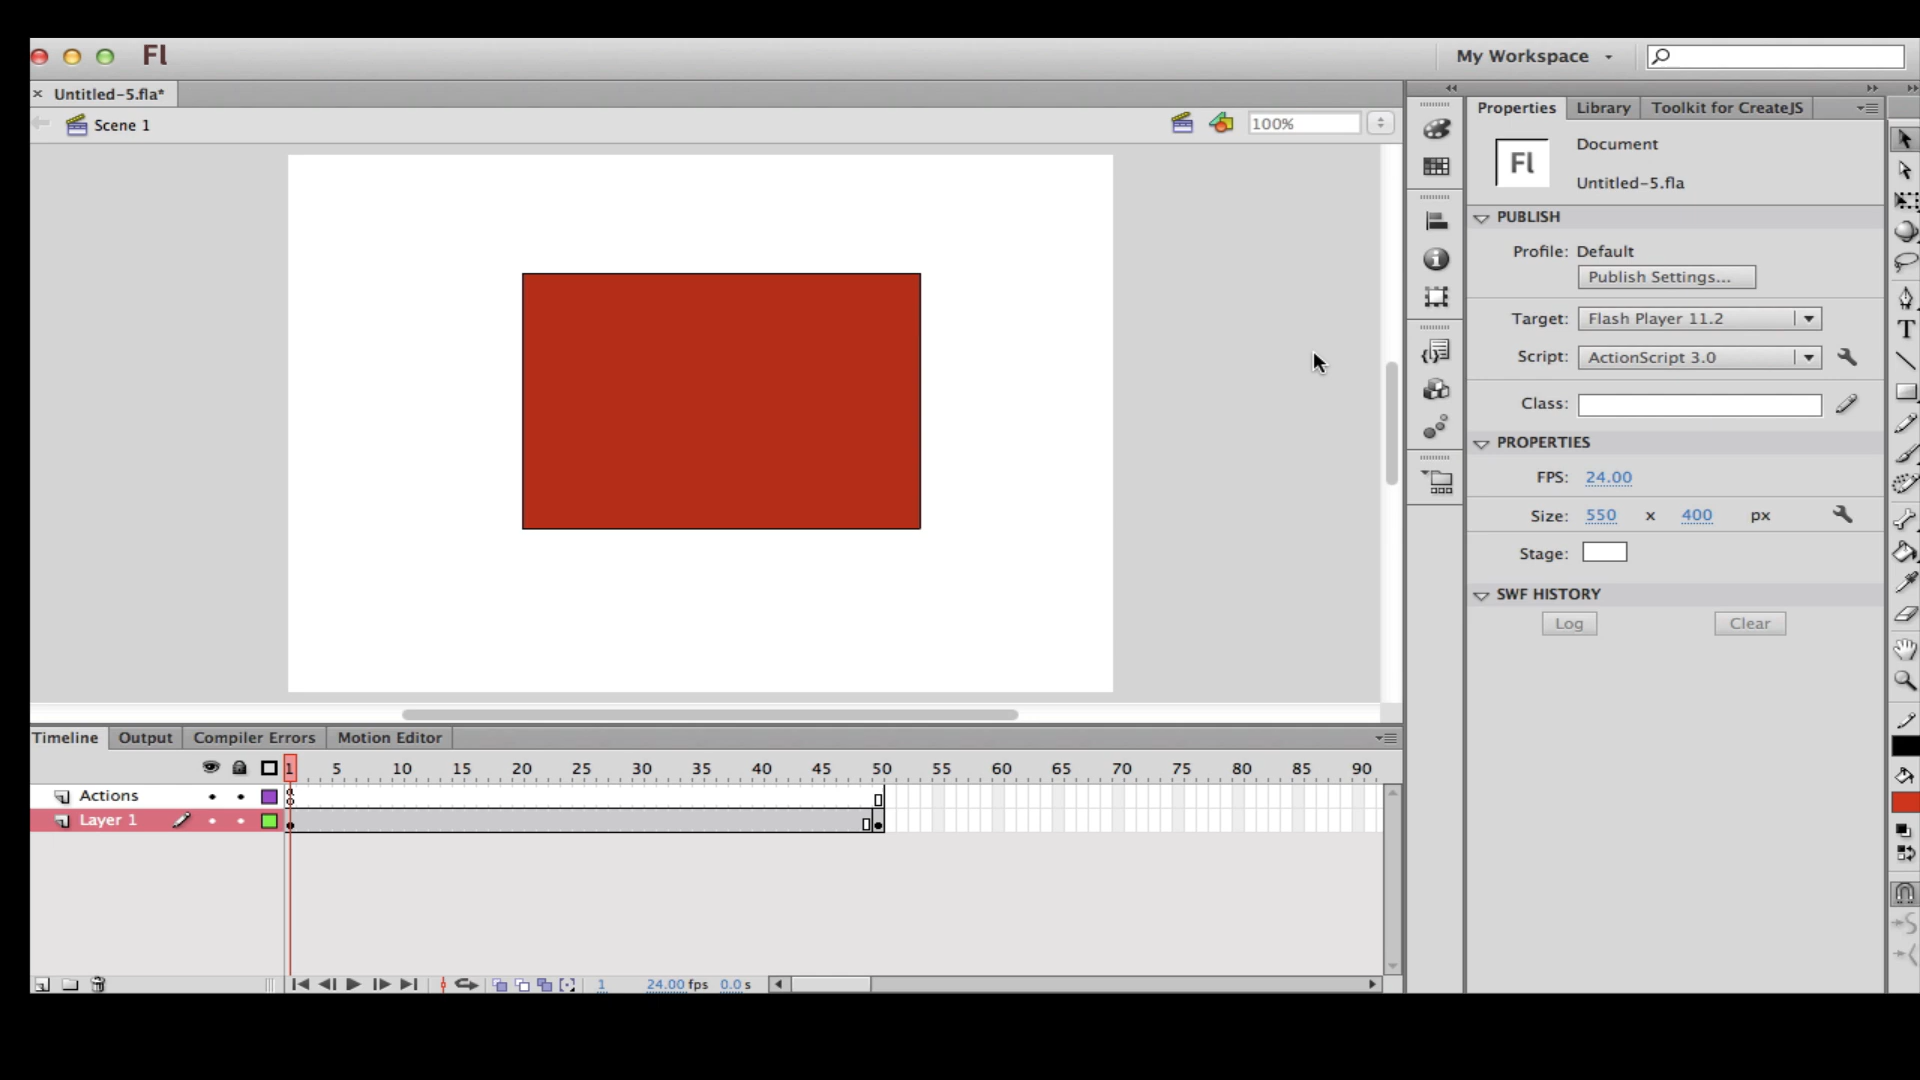 Fl
My Workspace
× Untitled-5.fla*
Scene 1
100%
Properties Library Toolkit for CreateJS
Fl
Document
Untitled-5.fla
PUBLISH
Profile: Default
Publish Settings...
Target: Flash Player 11.2
Script: ActionScript 3.0
Class:
PROPERTIES
FPS: 24.00
Size: 550 x 400 px
Stage:
SWF HISTORY
Log Clear
T
Timeline Output Compiler Errors Motion Editor
1 5 10 15 20 25 30 35 40 45 50 55 60 65 70 75 80 85 90
Actions
a
Layer 1
1 24.00 fps 0.0 s